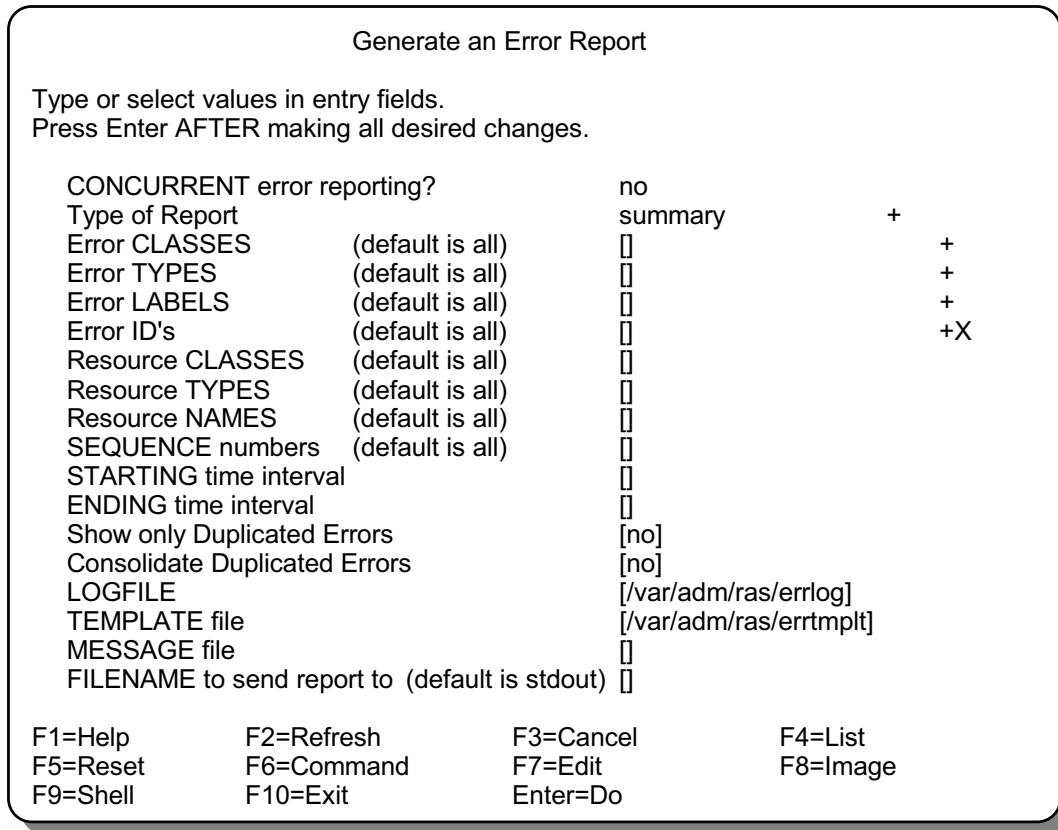 Generate an Error Report
Type or select values in entry fields.
Press Enter AFTER making all desired changes.
CONCURRENT error reporting? no
Type of Report summary +
Error CLASSES (default is all) [] +
Error TYPES (default is all) [] +
Error LABELS (default is all) [] +
Error ID's (default is all) [] +X
Resource CLASSES (default is all) []
Resource TYPES (default is all) []
Resource NAMES (default is all) []
SEQUENCE numbers (default is all) []
STARTING time interval []
ENDING time interval []
Show only Duplicated Errors [no]
Consolidate Duplicated Errors [no]
LOGFILE [/var/adm/ras/errlog]
TEMPLATE file [/var/adm/ras/errtmplt]
MESSAGE file []
FILENAME to send report to (default is stdout) []
F1=Help F2=Refresh F3=Cancel F4=List
F5=Reset F6=Command F7=Edit F8=Image
F9=Shell F10=Exit Enter=Do